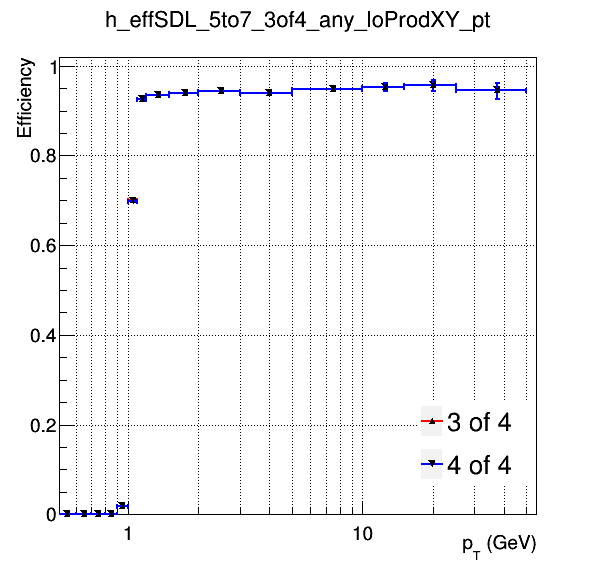 h_effSDL_5to7_3of4_any_loProdXY_pt
Efficiency
1
0.8
0.6
0.4
0.2
0
3 of 4
4 of 4
1
10
p_T (GeV)